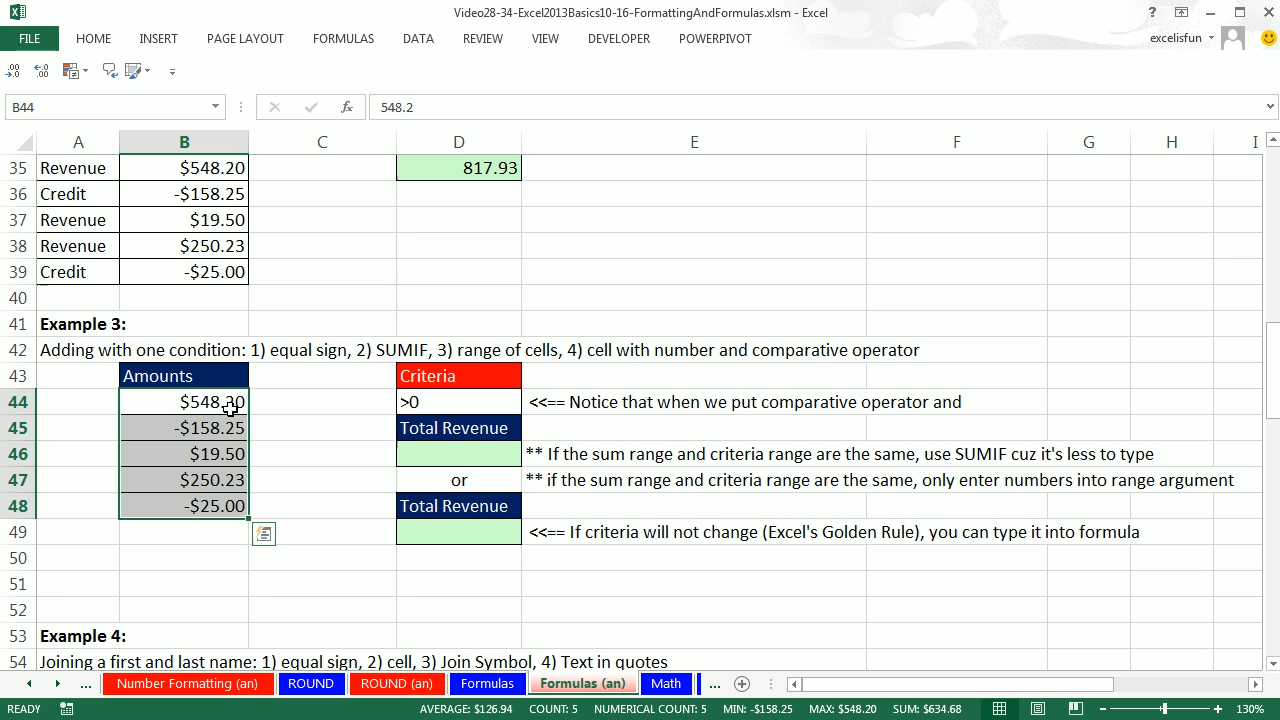 Video28-34-Excel2013Basics10-16-FormattingAndFormulas.xlsm - Excel
FILE HOME INSERT PAGE LAYOUT FORMULAS DATA REVIEW VIEW DEVELOPER POWERPIVOT excelisfun
B44 fx 548.2
A B C D E F G H I
35 Revenue $548.20 817.93
36 Credit -$158.25
37 Revenue $19.50
38 Revenue $250.23
39 Credit -$25.00
40
41 Example 3:
42 Adding with one condition: 1) equal sign, 2) SUMIF, 3) range of cells, 4) cell with number and comparative operator
43 Amounts Criteria
44 $548.20 >0 <<== Notice that when we put comparative operator and
45 -$158.25 Total Revenue
46 $19.50 ** If the sum range and criteria range are the same, use SUMIF cuz it's less to type
47 $250.23 or ** if the sum range and criteria range are the same, only enter numbers into range argument
48 -$25.00 Total Revenue
49 <<== If criteria will not change (Excel's Golden Rule), you can type it into formula
50
51
52
53 Example 4:
54 Joining a first and last name: 1) equal sign, 2) cell, 3) Join Symbol, 4) Text in quotes
... Number Formatting (an) ROUND ROUND (an) Formulas Formulas (an) Math ...
READY AVERAGE: $126.94 COUNT: 5 NUMERICAL COUNT: 5 MIN: -$158.25 MAX: $548.20 SUM: $634.68 130%